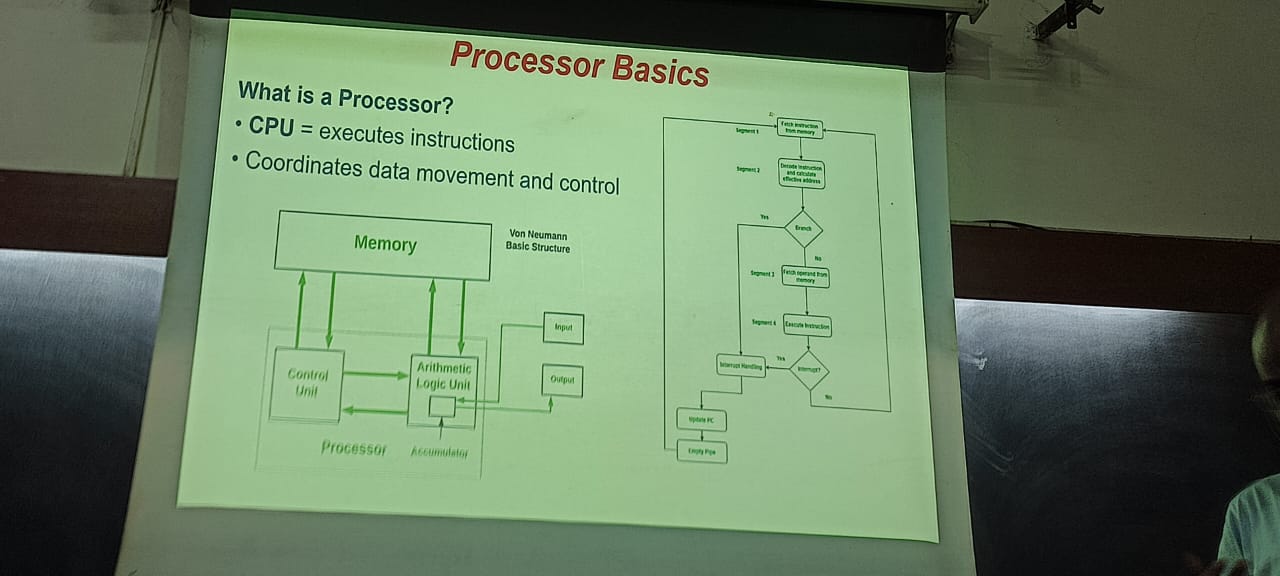 Processor Basics
What is a Processor?
• CPU = executes instructions
• Coordinates data movement and control
Memory
Von Neumann
Basic Structure
Input
Output
Control
Unit
Arithmetic
Logic Unit
Processor
Accumulator
Segment 1
Fetch instruction
from memory
Segment 2
Decode instruction
and calculate
effective address
Yes
Branch
No
Segment 3
Fetch operand from
memory
Segment 4
Execute instruction
Interrupt Handling
Yes
Interrupt?
No
Update PC
Empty Pipe